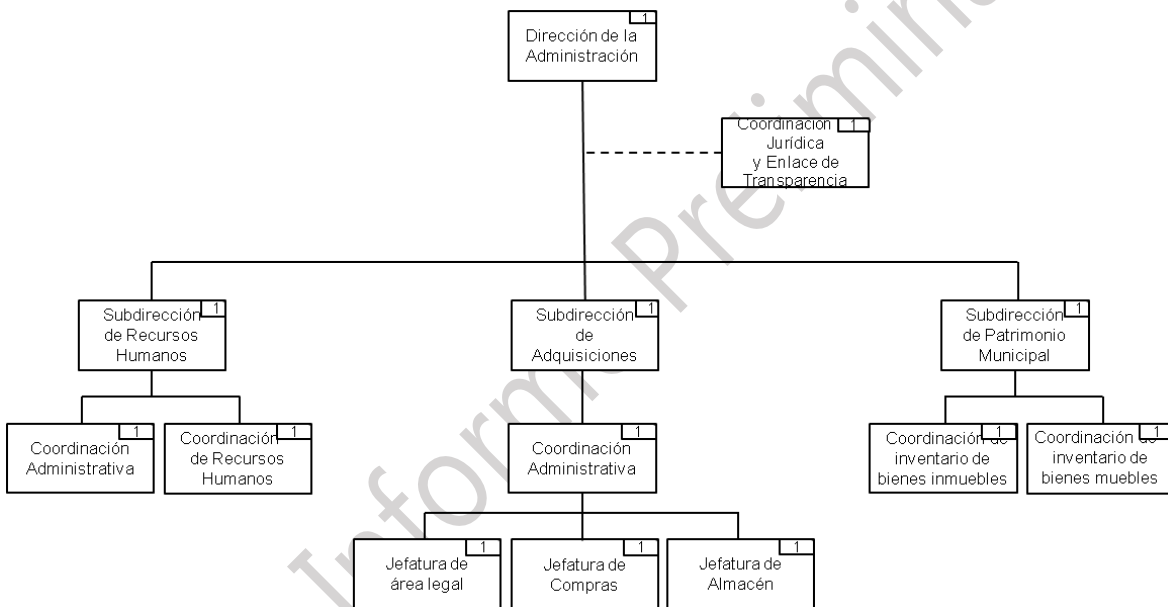 1
Dirección de la
Administración
1
Coordinación
Jurídica
y Enlace de
Transparencia
1
Subdirección
de Recursos
Humanos
1
Subdirección
de
Adquisiciones
1
Subdirección
de Patrimonio
Municipal
1
Coordinación
Administrativa
1
Coordinación
de Recursos
Humanos
1
Coordinación
Administrativa
1
Coordinación de
inventario de
bienes inmuebles
1
Coordinación de
inventario de
bienes muebles
1
Jefatura de
área legal
1
Jefatura de
Compras
1
Jefatura de
Almacén
Informe Prelimin